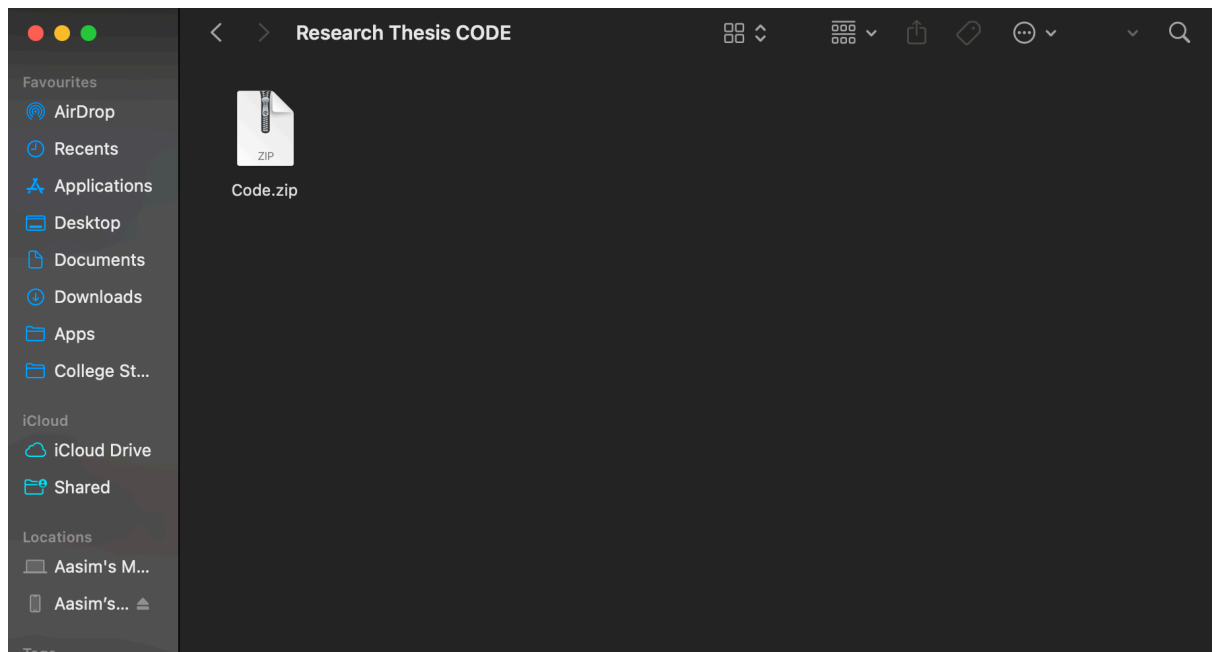 Research Thesis CODE
Favourites
AirDrop
Recents
Applications
Desktop
Documents
Downloads
Apps
College St...
iCloud
iCloud Drive
Shared
Locations
Aasim's M...
Aasim’s...
Tags
ZIP
Code.zip